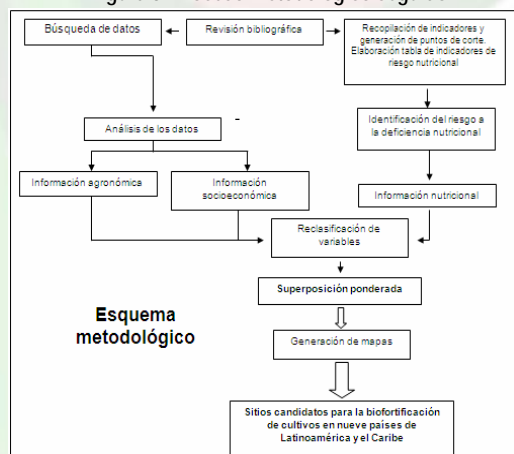 Búsqueda de datos
Revisión bibliográfica
Recopilación de indicadores
y generación de puntos de corte.
Elaboración tabla de indicadores de
riesgo nutricional
Análisis de los datos
Identificación del riesgo a
la deficiencia nutricional
Información agronómica
Información
socioeconómica
Información nutricional
Reclasificación de
variables
Superposición ponderada
Esquema
metodológico
Generación de mapas
Sitios candidatos para la biofortificación
de cultivos en nueve países de
Latinoamérica y el Caribe